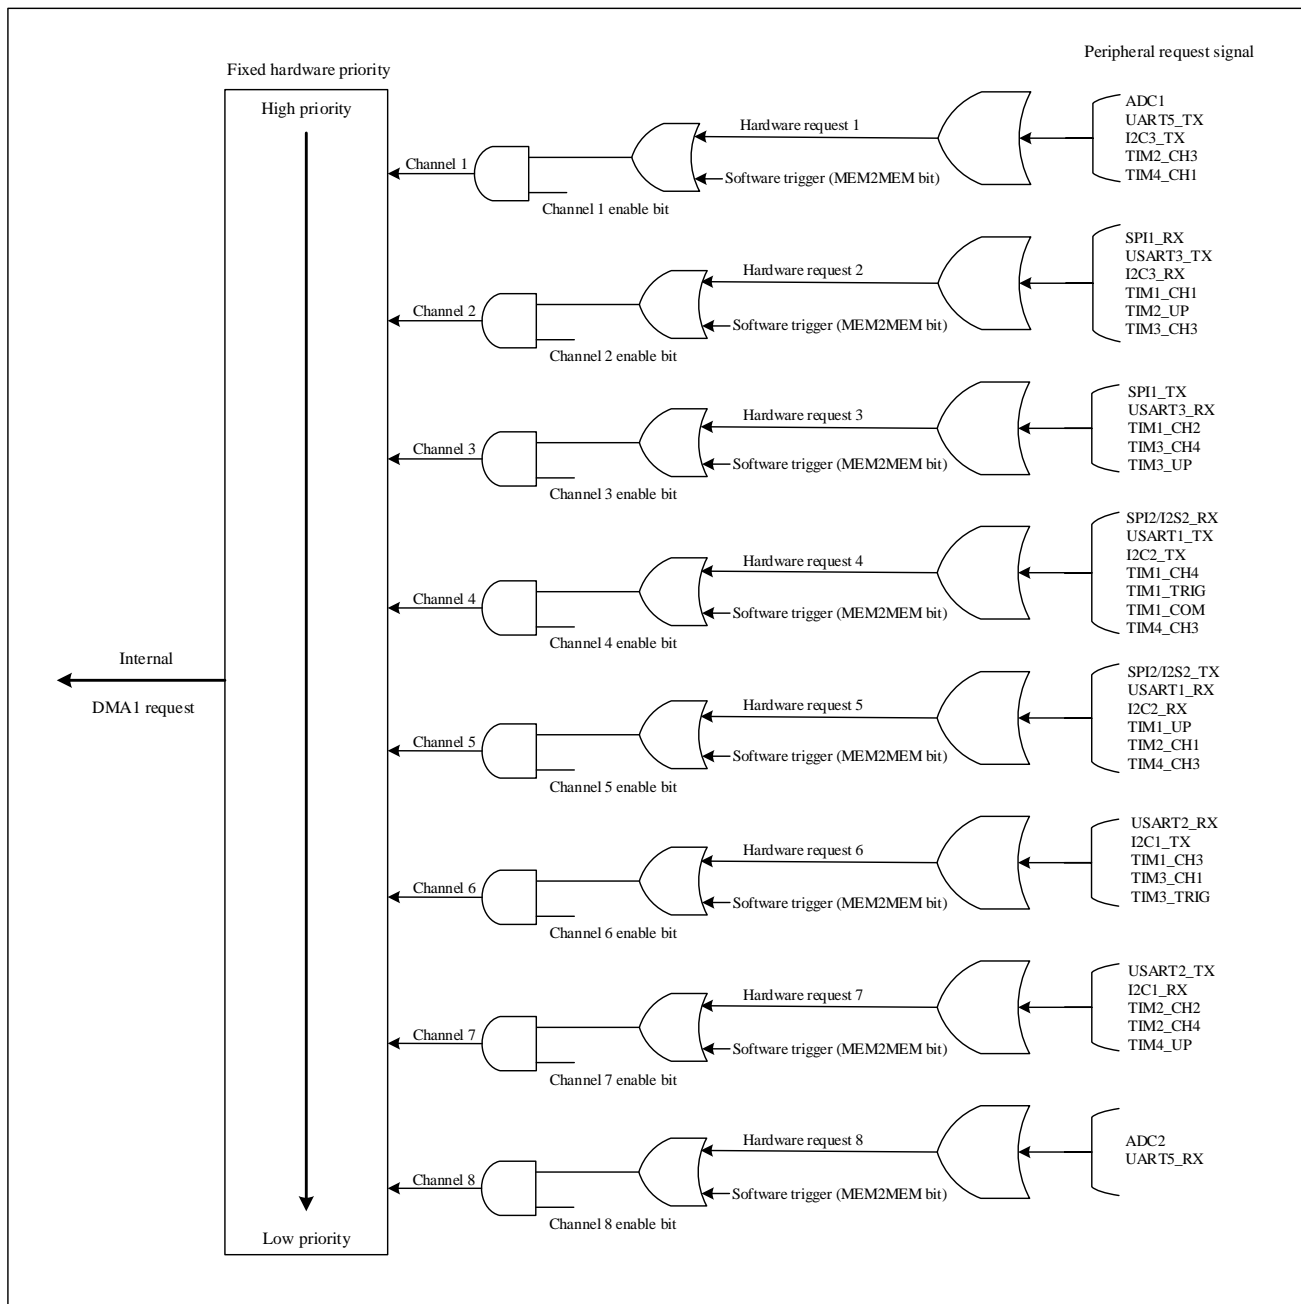 Peripheral request signal
Fixed hardware priority
High priority
ADC1
UART5_TX
I2C3_TX
TIM2_CH3
TIM4_CH1
Hardware request 1
Channel 1
Software trigger (MEM2MEM bit)
Channel 1 enable bit
SPI1_RX
USART3_TX
I2C3_RX
TIM1_CH1
TIM2_UP
TIM3_CH3
Hardware request 2
Channel 2
Software trigger (MEM2MEM bit)
Channel 2 enable bit
SPI1_TX
USART3_RX
TIM1_CH2
TIM3_CH4
TIM3_UP
Hardware request 3
Channel 3
Software trigger (MEM2MEM bit)
Channel 3 enable bit
SPI2/I2S2_RX
USART1_TX
I2C2_TX
TIM1_CH4
TIM1_TRIG
TIM1_COM
TIM4_CH3
Hardware request 4
Channel 4
Software trigger (MEM2MEM bit)
Channel 4 enable bit
Internal
DMA1 request
SPI2/I2S2_TX
USART1_RX
I2C2_RX
TIM1_UP
TIM2_CH1
TIM4_CH3
Hardware request 5
Channel 5
Software trigger (MEM2MEM bit)
Channel 5 enable bit
USART2_RX
I2C1_TX
TIM1_CH3
TIM3_CH1
TIM3_TRIG
Hardware request 6
Channel 6
Software trigger (MEM2MEM bit)
Channel 6 enable bit
USART2_TX
I2C1_RX
TIM2_CH2
TIM2_CH4
TIM4_UP
Hardware request 7
Channel 7
Software trigger (MEM2MEM bit)
Channel 7 enable bit
ADC2
UART5_RX
Hardware request 8
Channel 8
Software trigger (MEM2MEM bit)
Channel 8 enable bit
Low priority